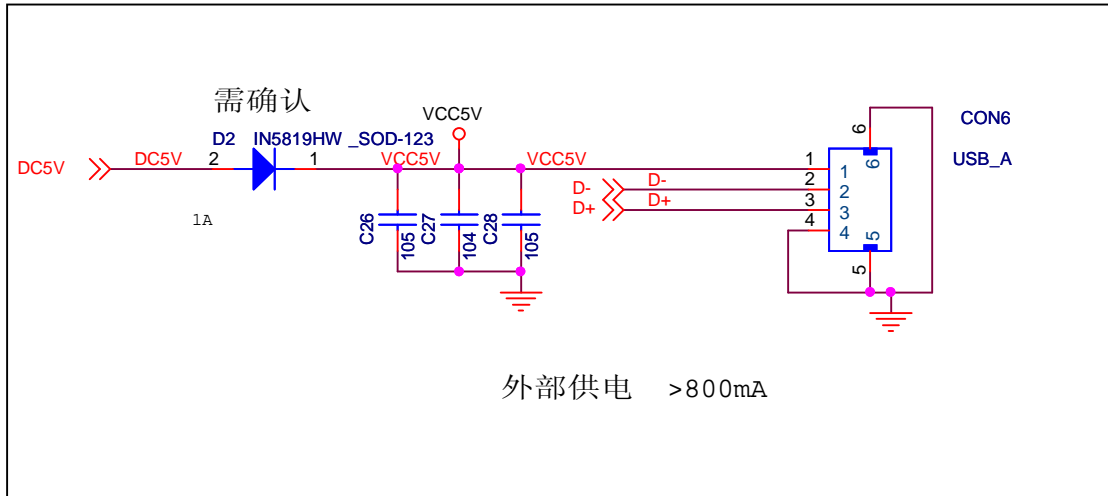 需确认
VCC5V
D2 IN5819HW _SOD-123
DC5V
DC5V
2
1
VCC5V
VCC5V
1A
C26
105
C27
104
C28
105
D-
D+
D-
D+
1
2
3
4
1
2
3
4
6
6
5
5
CON6
USB_A
外部供电 >800mA